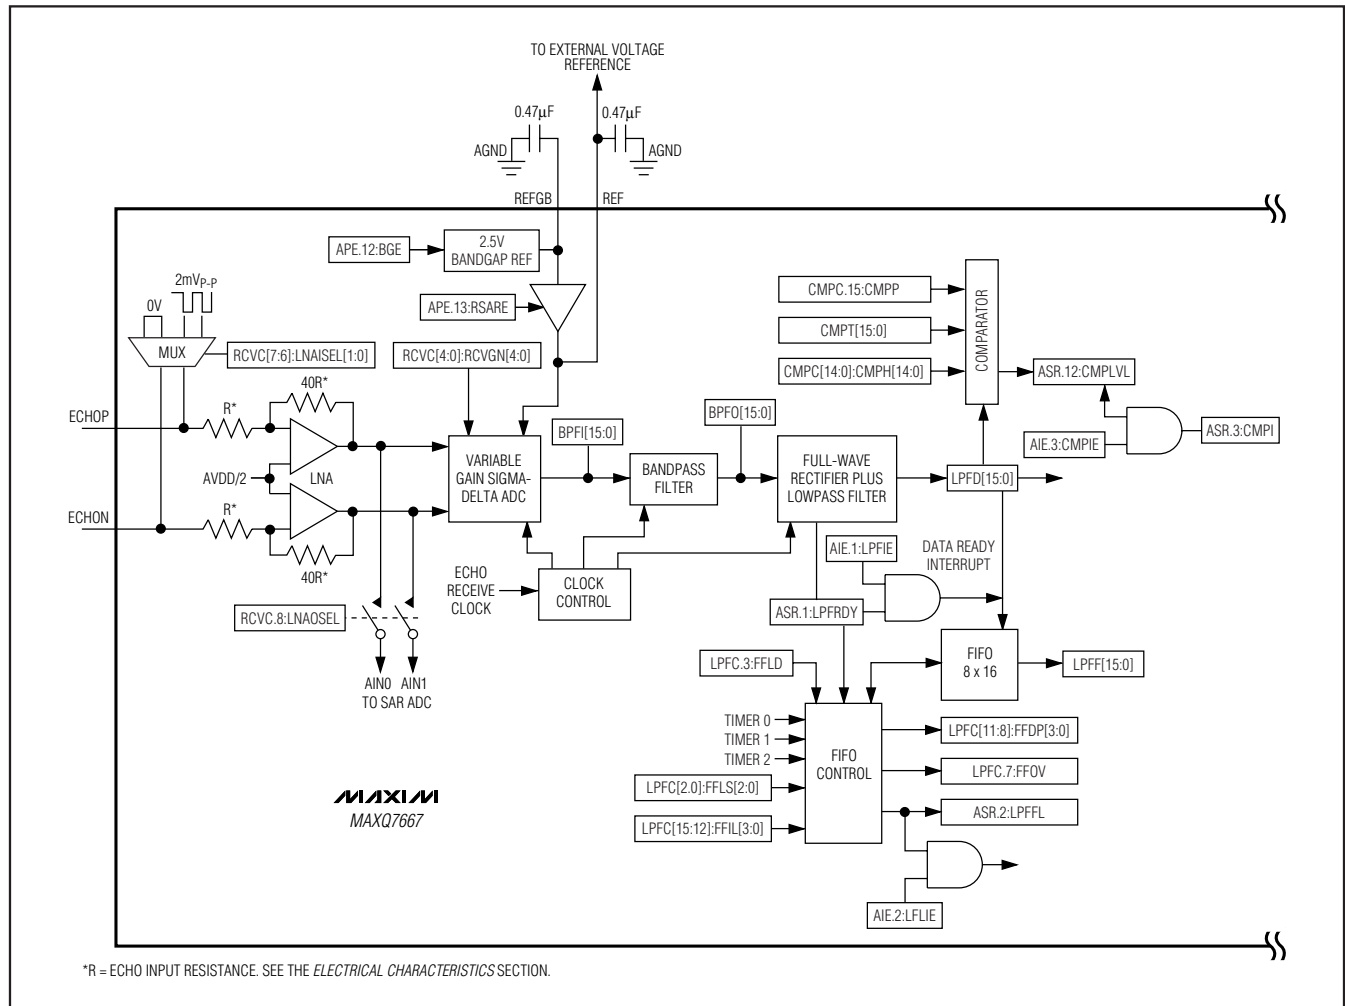 TO EXTERNAL VOLTAGE
REFERENCE
0.47μF
0.47μF
AGND
AGND
REFGB
REF
APE.12:BGE
2.5V
BANDGAP REF
2mVP-P
0V
MUX
RCVC[7:6]:LNAISEL[1:0]
APE.13:RSARE
RCVC[4:0]:RCVGN[4:0]
CMPC.15:CMPP
CMPT[15:0]
CMPC[14:0]:CMPH[14:0]
COMPARATOR
ASR.12:CMPLVL
AIE.3:CMPIE
ASR.3:CMPI
ECHOP
R*
40R*
AVDD/2
LNA
ECHON
R*
40R*
VARIABLE
GAIN SIGMA-
DELTA ADC
BPFI[15:0]
BANDPASS
FILTER
BPFO[15:0]
FULL-WAVE
RECTIFIER PLUS
LOWPASS FILTER
LPFD[15:0]
AIE.1:LPFIE
DATA READY
INTERRUPT
ECHO
RECEIVE
CLOCK
CLOCK
CONTROL
ASR.1:LPFRDY
RCVC.8:LNAOSEL
AIN0 AIN1
TO SAR ADC
LPFC.3:FFLD
FIFO
8 x 16
LPFF[15:0]
TIMER 0
TIMER 1
TIMER 2
FIFO
CONTROL
LPFC[11:8]:FFDP[3:0]
LPFC.7:FFOV
LPFC[2.0]:FFLS[2:0]
ASR.2:LPFFL
LPFC[15:12]:FFIL[3:0]
AIE.2:LFLIE
MAXIM
MAXQ7667
*R = ECHO INPUT RESISTANCE. SEE THE ELECTRICAL CHARACTERISTICS SECTION.